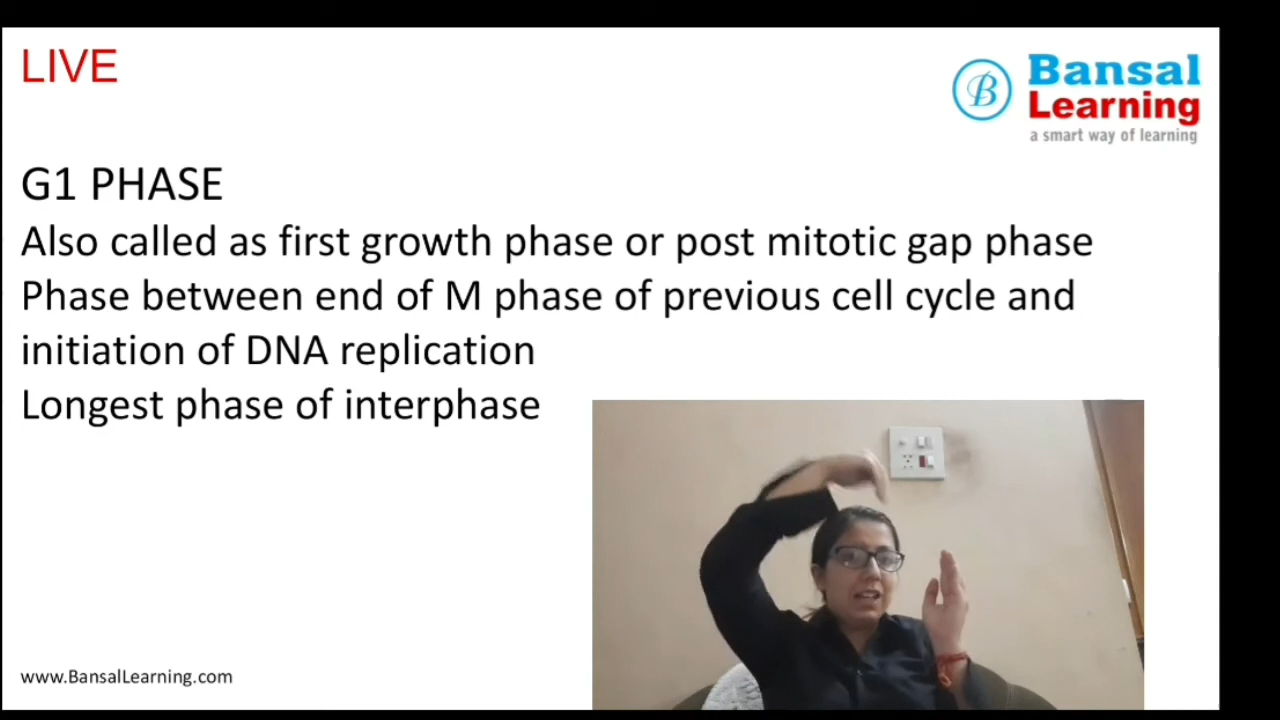 LIVE
Bansal
Learning
a smart way of learning
G1 PHASE
Also called as first growth phase or post mitotic gap phase
Phase between end of M phase of previous cell cycle and
initiation of DNA replication
Longest phase of interphase
www.BansalLearning.com